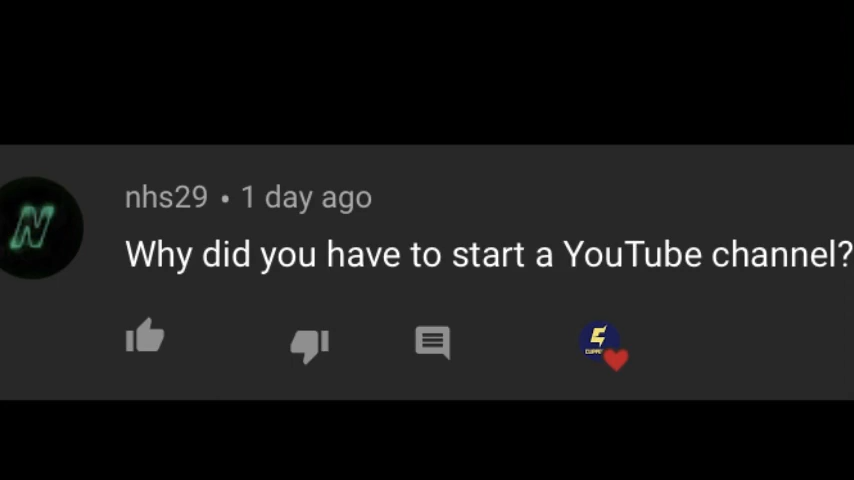 nhs29 • 1 day ago
Why did you have to start a YouTube channel?